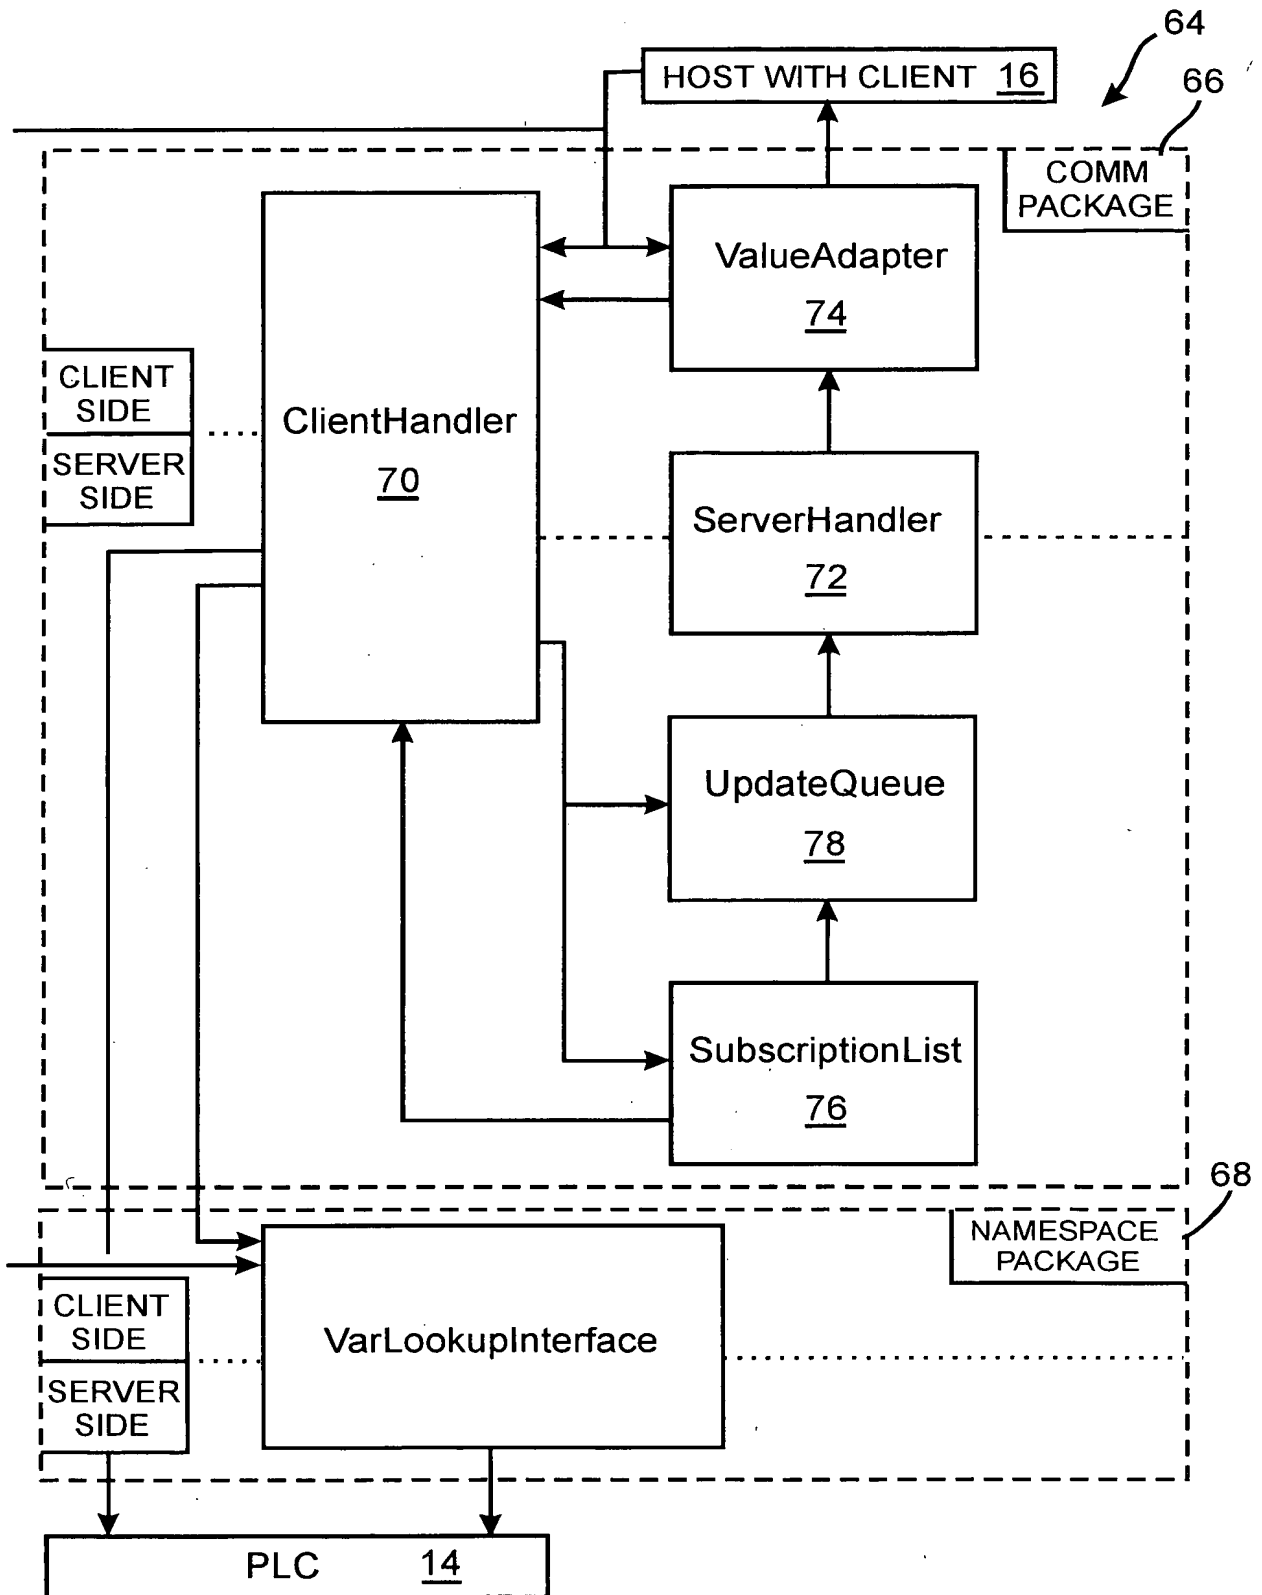 64
HOST WITH CLIENT 16
66
COMM
PACKAGE
ValueAdapter
74
CLIENT
SIDE
SERVER
SIDE
ClientHandler
70
ServerHandler
72
UpdateQueue
78
SubscriptionList
76
68
NAMESPACE
PACKAGE
CLIENT
SIDE
SERVER
SIDE
VarLookupInterface
PLC 14